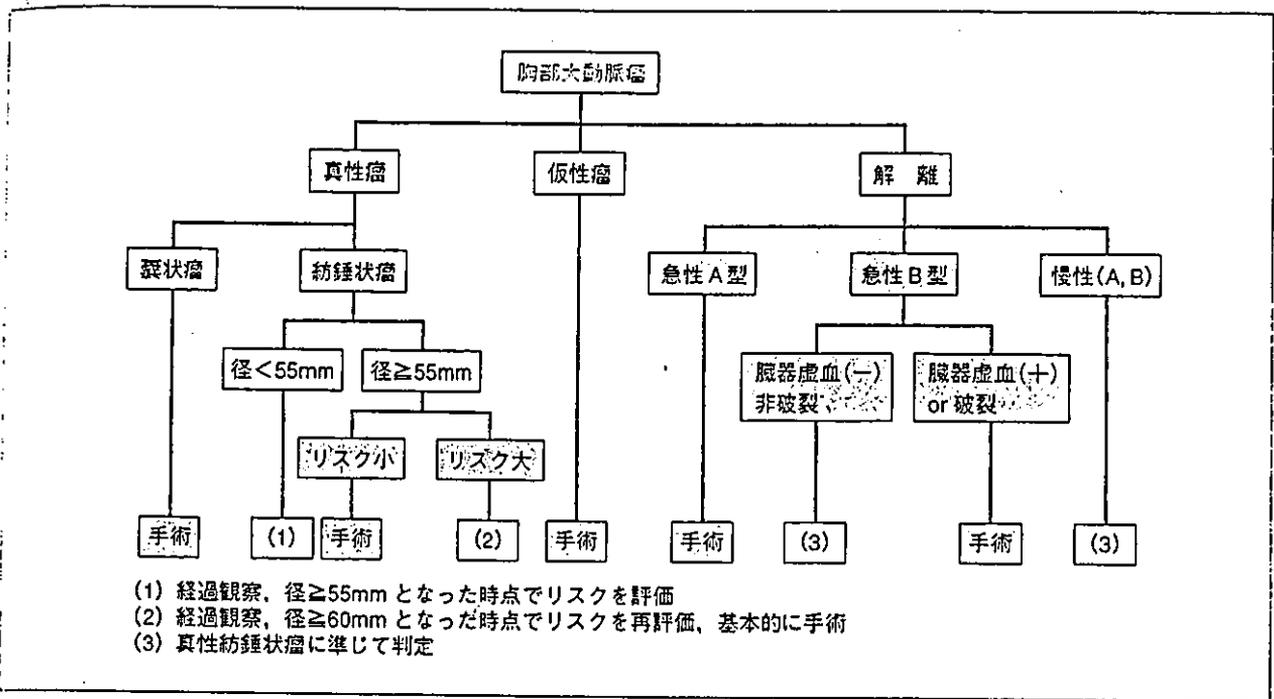 胸部大動脈瘤
真性瘤
仮性瘤
解 離
嚢状瘤
紡錘状瘤
急性A型
急性B型
慢性(A, B)
径<55mm
径≧55mm
臓器虚血(−)
非破裂
臓器虚血(+)
or 破裂
リスク小
リスク大
手術
(1)
手術
(2)
手術
手術
(3)
手術
(3)
(1) 経過観察, 径≧55mm となった時点でリスクを評価
(2) 経過観察, 径≧60mm となった時点でリスクを再評価, 基本的に手術
(3) 真性紡錘状瘤に準じて判定